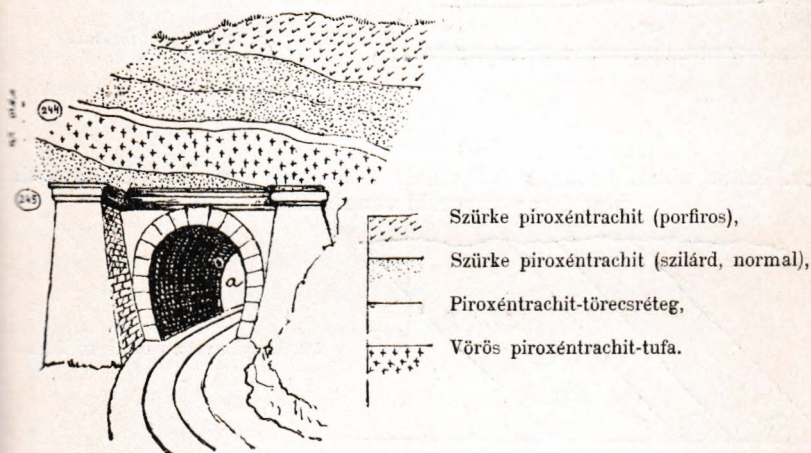 244
245
a
Szürke piroxéntrachit (porfiros),
Szürke piroxéntrachit (szilárd, normal),
Piroxéntrachit-törecsréteg,
Vörös piroxéntrachit-tufa.